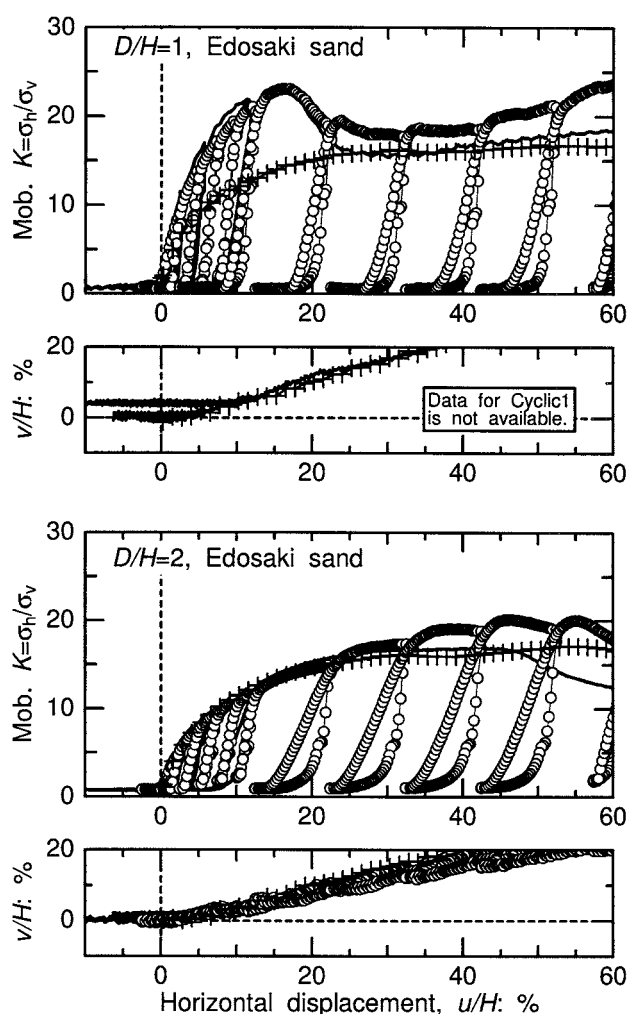 30
D/H=1, Edosaki sand
20
10
0
Mob. K=σh/σv
0 20 40 60
20
0
v/H: %
Data for Cyclic1
is not available.
0 20 40 60
30
D/H=2, Edosaki sand
20
10
0
Mob. K=σh/σv
0 20 40 60
20
0
v/H: %
0 20 40 60
Horizontal displacement, u/H: %